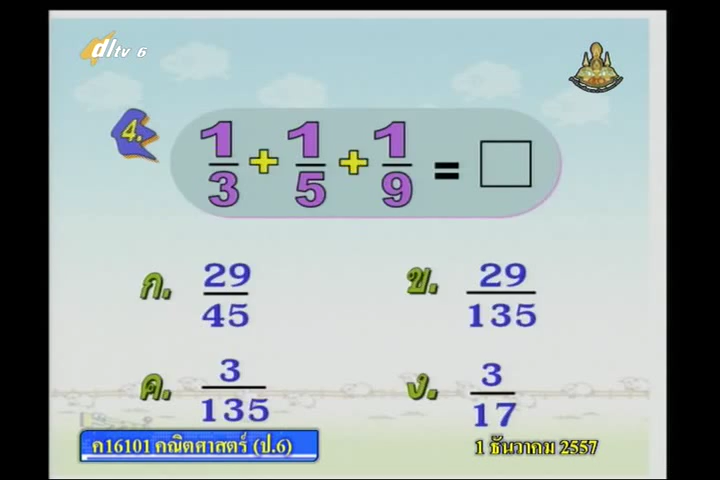 dltv 6
4. 1/3 + 1/5 + 1/9 = □
ก. 29/45
ข. 29/135
ค. 3/135
ง. 3/17
ค16101 คณิตศาสตร์ (ป.6)
1 ธันวาคม 2557